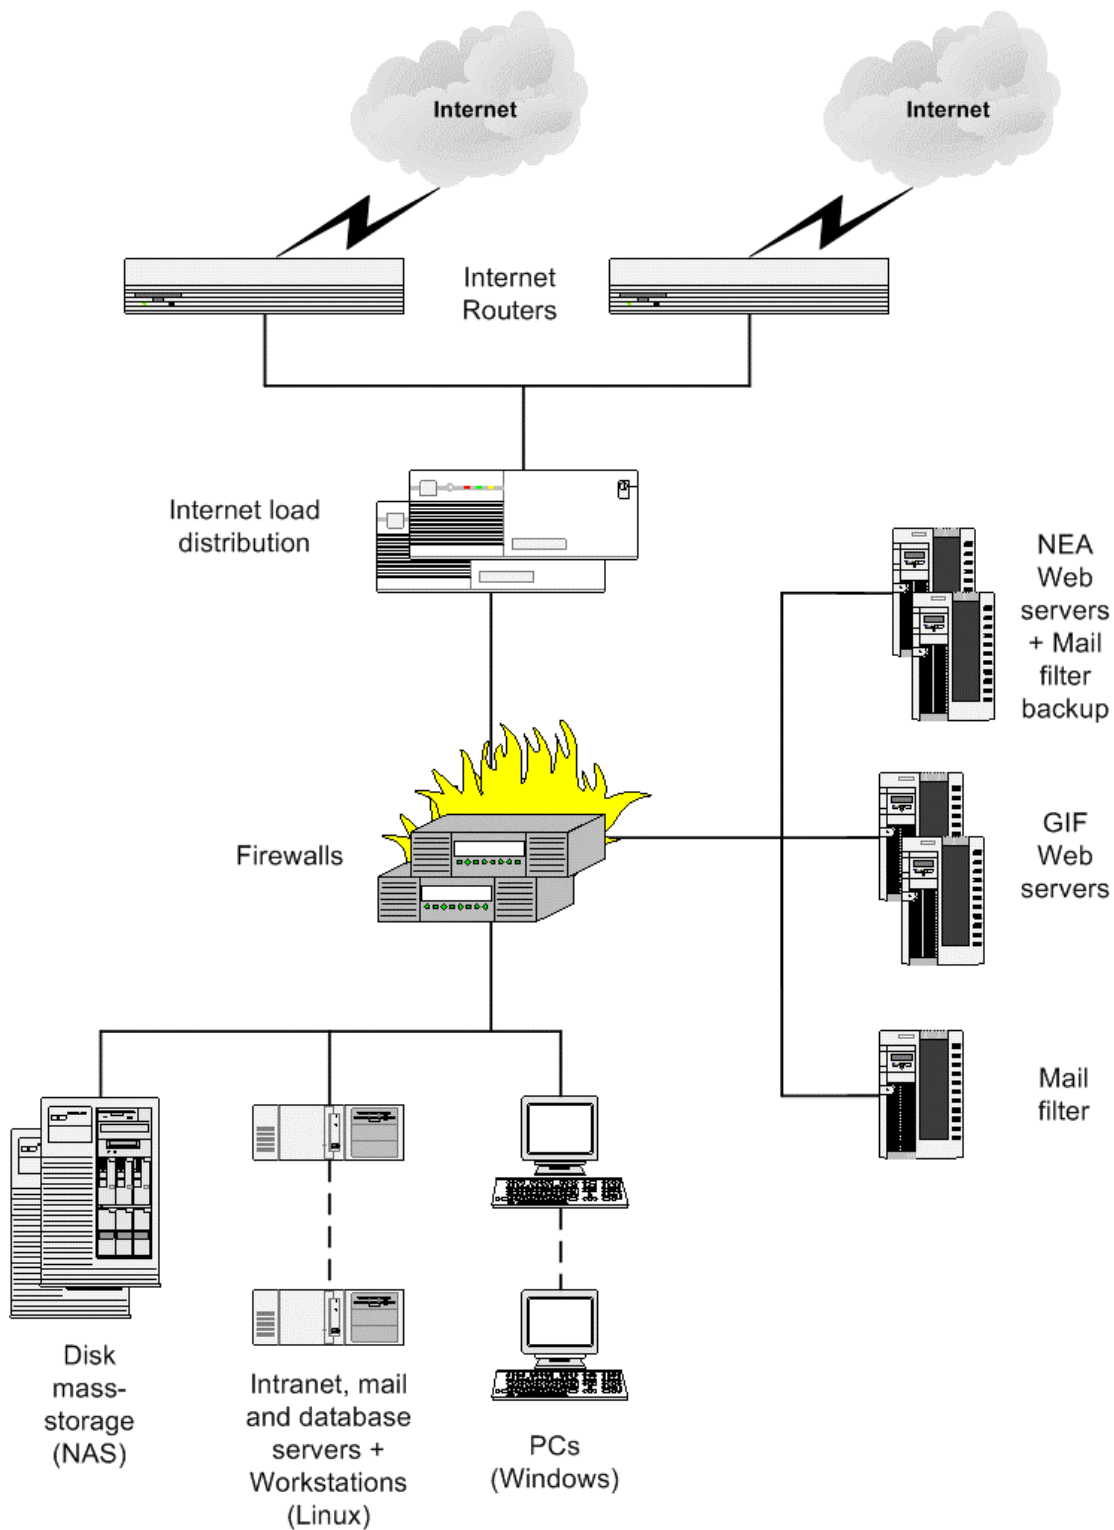 Internet
Internet
Internet
Routers
Internet load
distribution
NEA
Web
servers
+ Mail
filter
backup
Firewalls
GIF
Web
servers
Mail
filter
Disk
mass-
storage
(NAS)
Intranet, mail
and database
servers +
Workstations
(Linux)
PCs
(Windows)